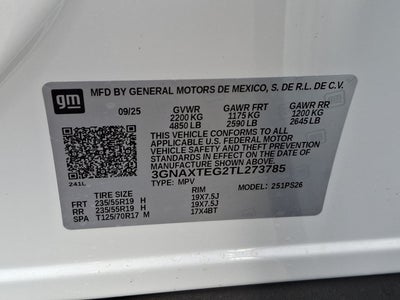 gm
MFD BY GENERAL MOTORS DE MEXICO, S. DE R.L. DE C.V.
09/25 GVWR GAWR FRT GAWR RR
2200 KG 1175 KG 1200 KG
4850 LB 2590 LB 2645 LB
THIS VEHICLE CONFORMS TO ALL
APPLICABLE U.S. FEDERAL MOTOR
VEHICLE SAFETY AND THEFT
PREVENTION STANDARDS IN EFFECT ON
THE DATE OF MANUFACTURE SHOWN ABOVE.
3GNAXTEG2TL273785
TYPE: MPV MODEL: 251PS26
TIRE SIZE RIM
FRT 235/55R19 H 19X7.5J
RR 235/55R19 H 19X7.5J
SPA T125/70R17 M 17X4BT